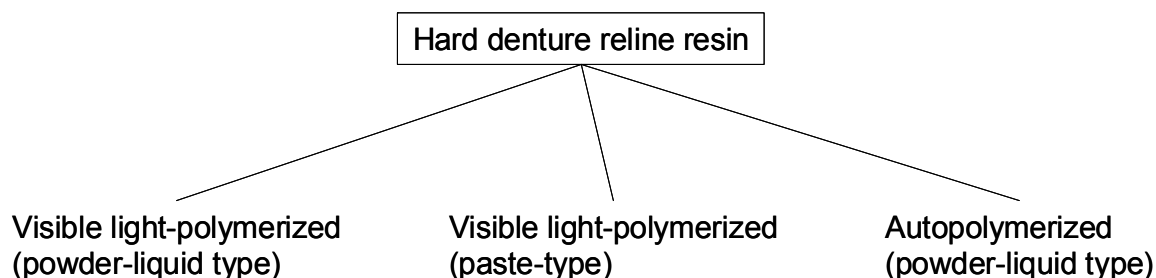 Hard denture reline resin
Visible light-polymerized
(powder-liquid type)
Visible light-polymerized
(paste-type)
Autopolymerized
(powder-liquid type)